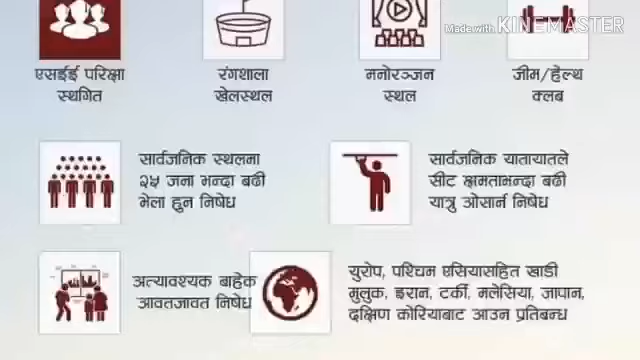 Made with KINEMASTER
एसईई परिक्षा
स्थगित
रंगशाला
खेलस्थल
मनोरञ्जन
स्थल
जीम/हेल्थ
क्लब
सार्वजनिक स्थलमा
२५ जना भन्दा बढी
भेला हुन निषेध
सार्वजनिक यातायातले
सीट क्षमताभन्दा बढी
यात्रु ओसार्न निषेध
अत्यावश्यक बाहेक
आवतजावत निषेध
युरोप, पश्चिम एसियासहित खाडी
मुलुक, इरान, टर्की, मलेसिया, जापान,
दक्षिण कोरियाबाट आउन प्रतिबन्ध